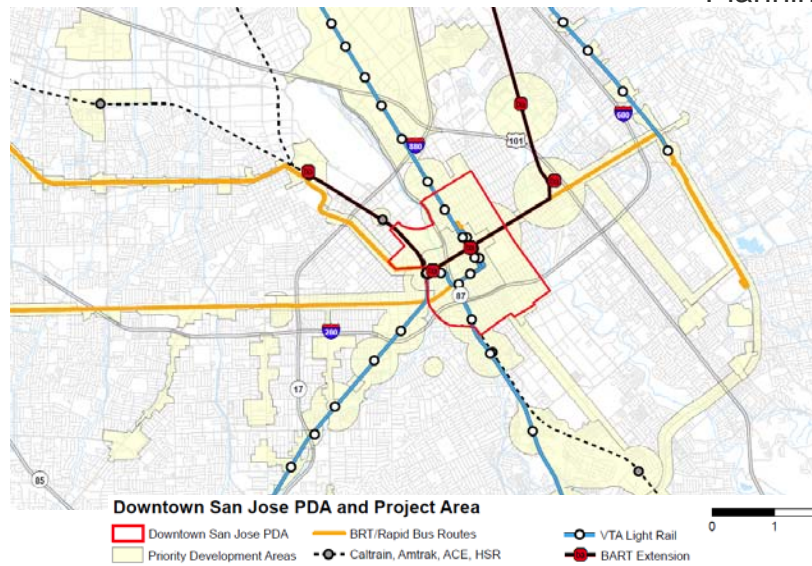 680
101
880
87
280
17
85
Downtown San Jose PDA and Project Area
Downtown San Jose PDA
BRT/Rapid Bus Routes
VTA Light Rail
0 1
Priority Development Areas
Caltrain, Amtrak, ACE, HSR
BART Extension